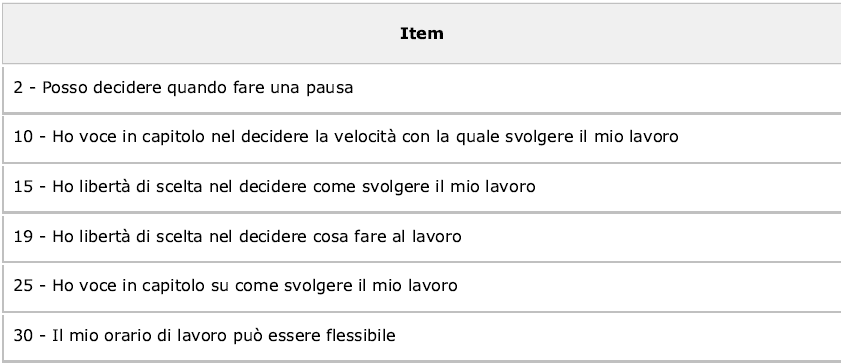 Item
2 - Posso decidere quando fare una pausa
10 - Ho voce in capitolo nel decidere la velocità con la quale svolgere il mio lavoro
15 - Ho libertà di scelta nel decidere come svolgere il mio lavoro
19 - Ho libertà di scelta nel decidere cosa fare al lavoro
25 - Ho voce in capitolo su come svolgere il mio lavoro
30 - Il mio orario di lavoro può essere flessibile